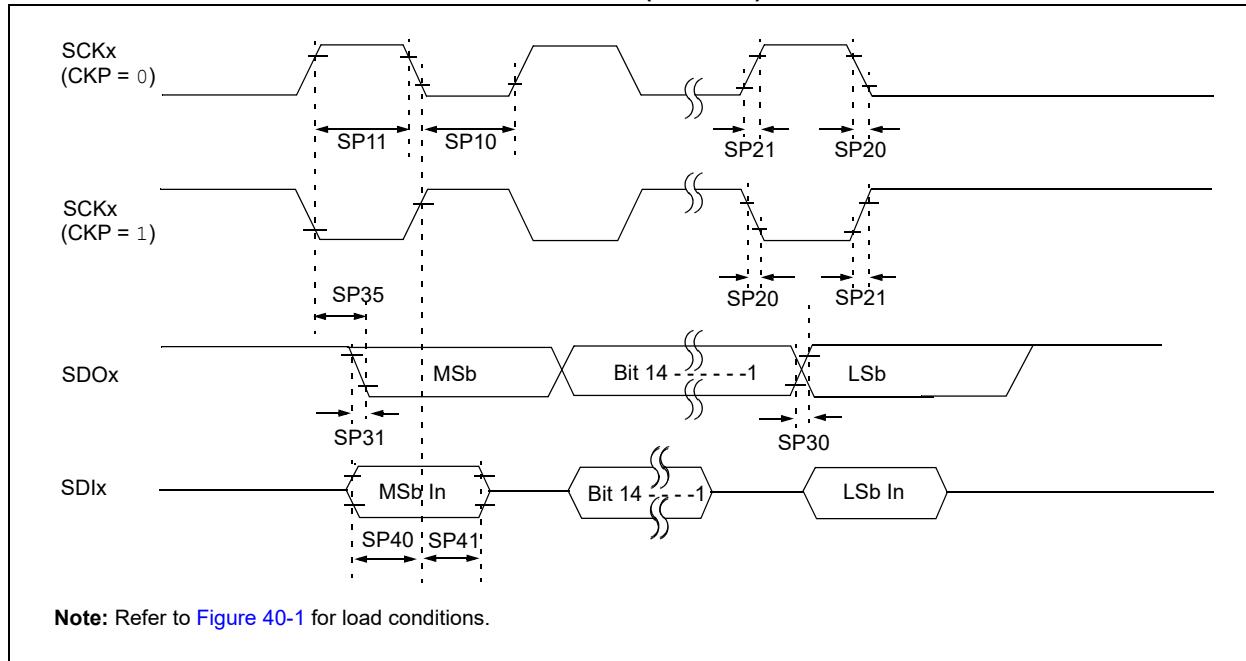 SCKx
(CKP = 0)
SP11
SP10
SP21
SP20
SCKx
(CKP = 1)
SP35
SP20
SP21
SDOx
MSb
Bit 14 - - - - - -1
LSb
SP31
SP30
SDIx
MSb In
Bit 14 - - - - -1
LSb In
SP40
SP41
Note: Refer to Figure 40-1 for load conditions.